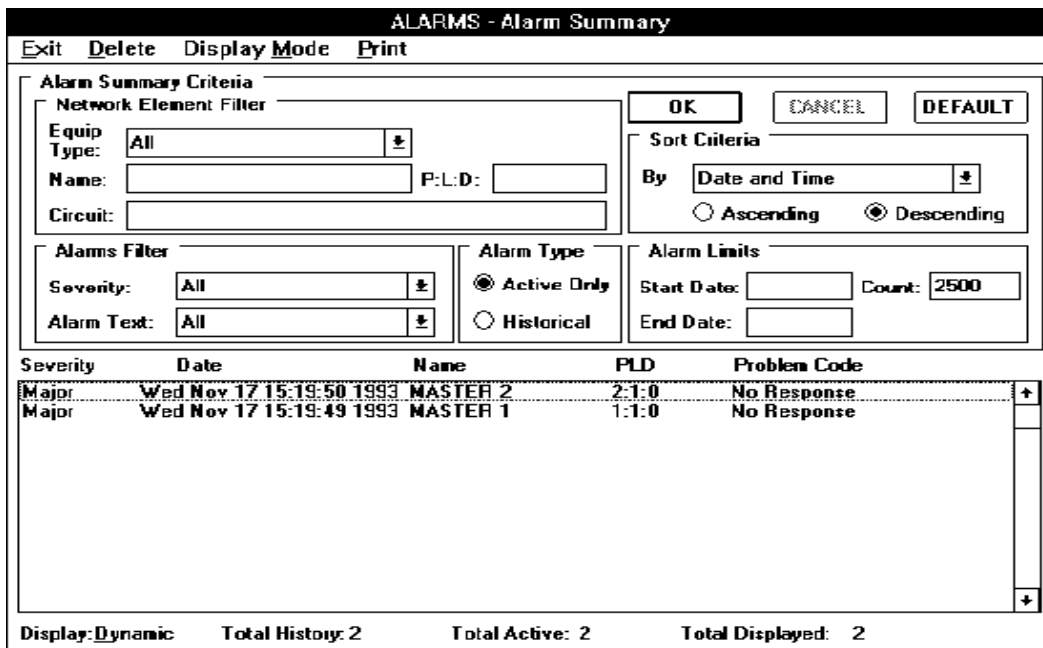 ALARMS - Alarm Summary
Exit Delete Display Mode Print
Alarm Summary Criteria
Network Element Filter
Equip Type: All
Name: P:L:D:
Circuit:
OK CANCEL DEFAULT
Sort Criteria
By Date and Time
Ascending Descending
Alarms Filter
Severity: All
Alarm Text: All
Alarm Type
Active Only
Historical
Alarm Limits
Start Date: Count: 2500
End Date:
Severity Date Name PLD Problem Code
Major Wed Nov 17 15:19:50 1993 MASTER 2 2:1:0 No Response
Major Wed Nov 17 15:19:49 1993 MASTER 1 1:1:0 No Response
Display:Dynamic Total History: 2 Total Active: 2 Total Displayed: 2